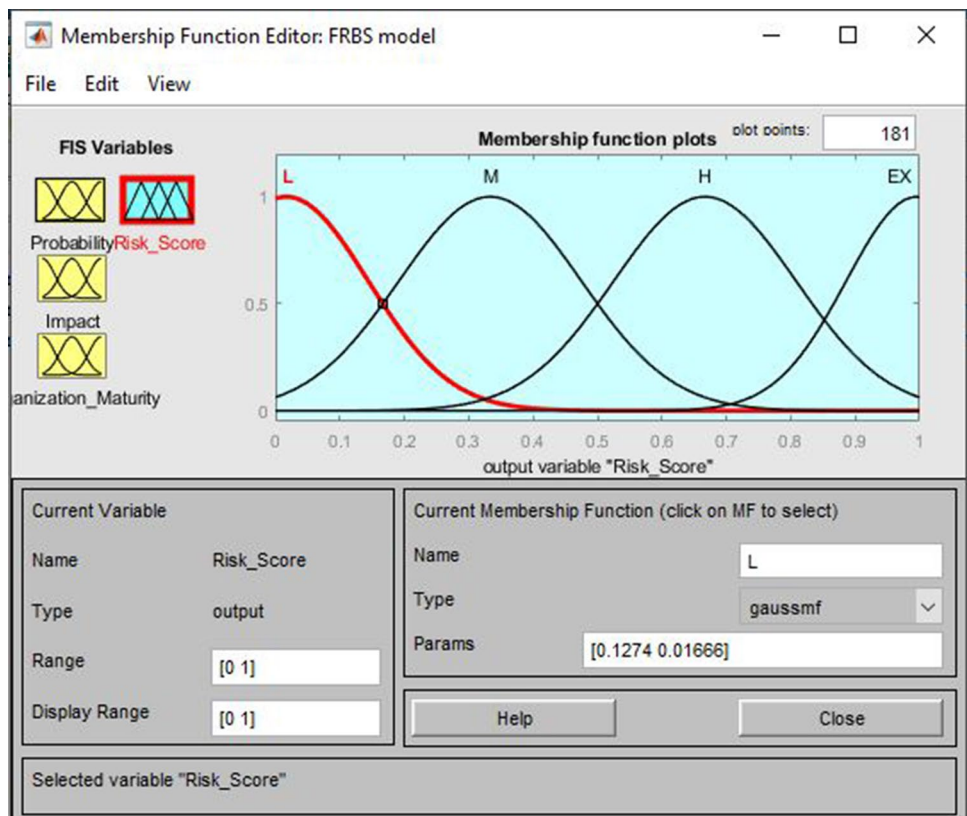 Membership Function Editor: FRBS model
File Edit View
FIS Variables
Probability
Risk_Score
Impact
anization_Maturity
Membership function plots
plot points:
181
L
M
H
EX
1
0.5
0
0 0.1 0.2 0.3 0.4 0.5 0.6 0.7 0.8 0.9 1
output variable "Risk_Score"
Current Variable
Name Risk_Score
Type output
Range [0 1]
Display Range [0 1]
Current Membership Function (click on MF to select)
Name L
Type gaussmf
Params [0.1274 0.01666]
Help Close
Selected variable "Risk_Score"